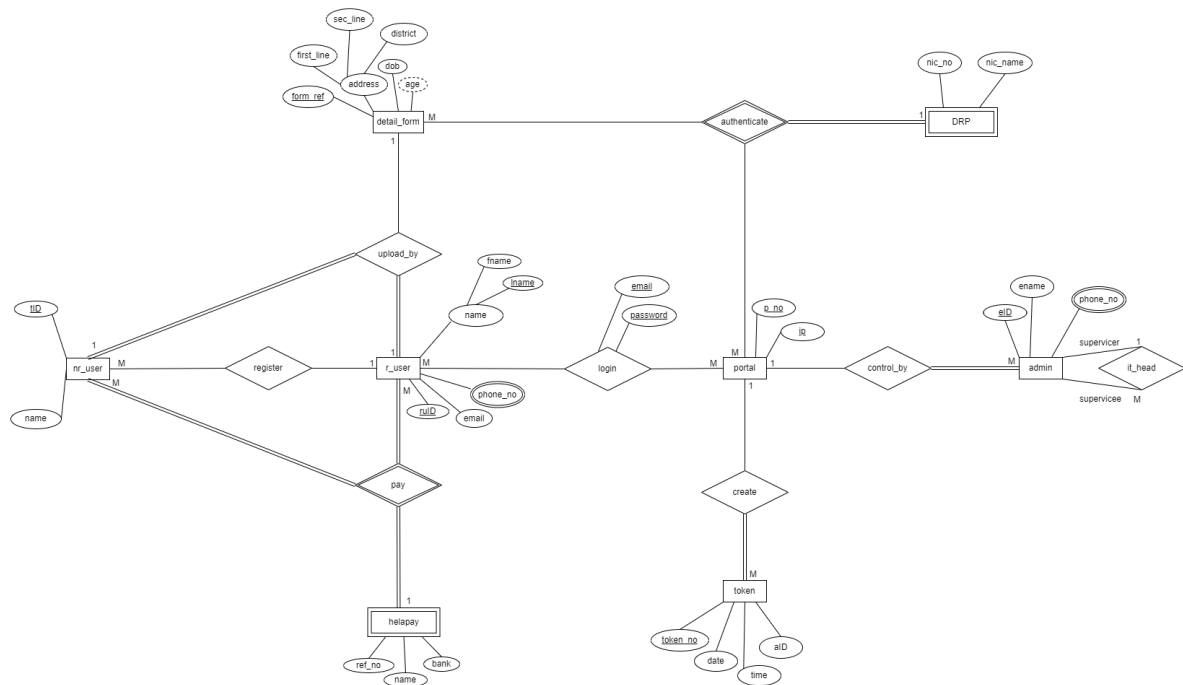 sec_line
district
first_line
dob
address
age
form_ref
nic_no
nic_name
detail_form
M
authenticate
1
DRP
1
upload_by
fname
lname
name
email
password
p_no
ip
ename
phone_no
eID
tID
1
1
M
supervicer
1
nr_user
M
register
1
r_user
M
login
M
portal
1
control_by
M
admin
it_head
M
M
phone_no
1
supervicee
M
name
ruID
email
pay
create
1
M
helapay
token
ref_no
name
bank
token_no
date
time
aID